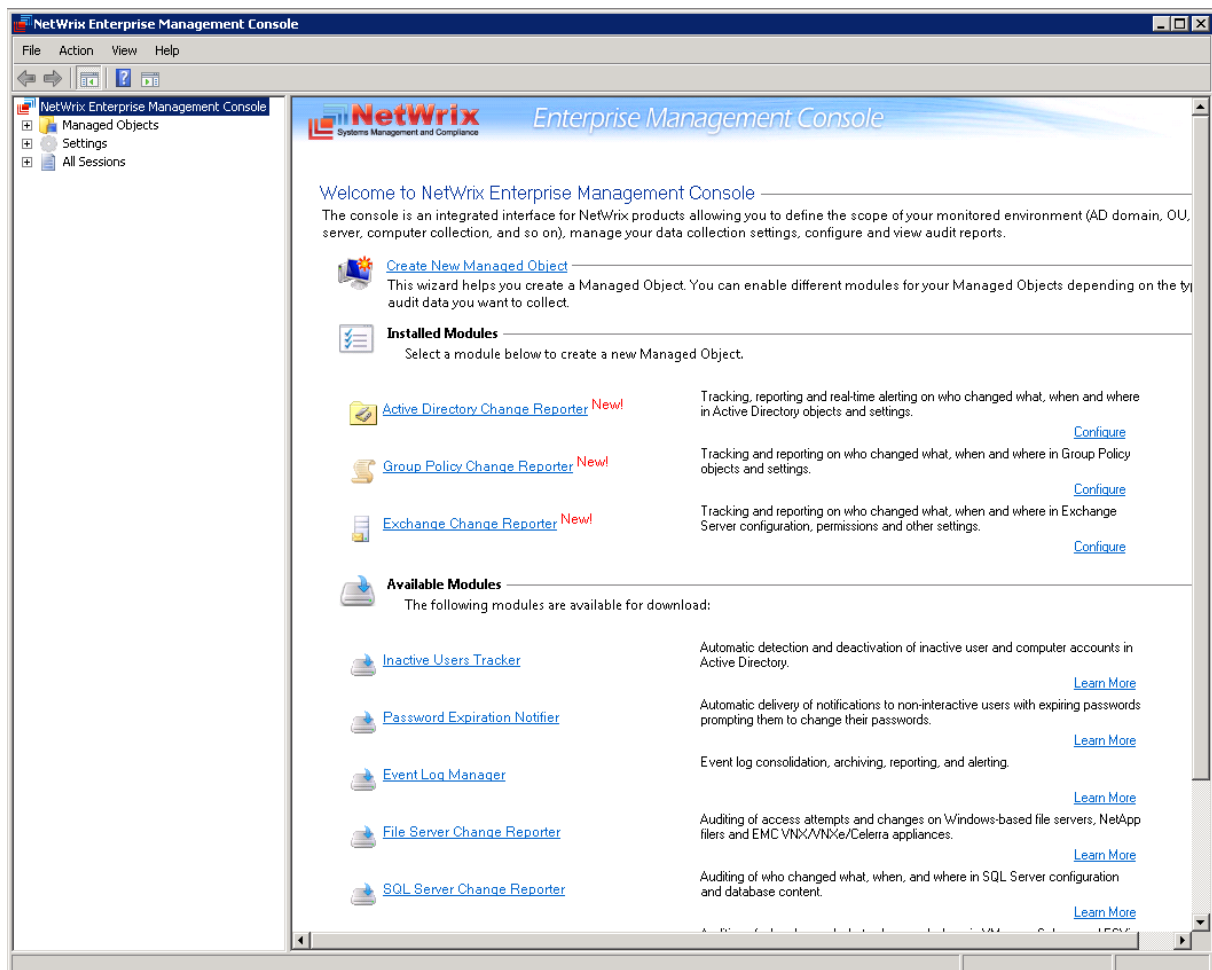 NetWrix Enterprise Management Console
File Action View Help
NetWrix Enterprise Management Console
Managed Objects
Settings
All Sessions
NetWrix
Systems Management and Compliance
Enterprise Management Console
Welcome to NetWrix Enterprise Management Console
The console is an integrated interface for NetWrix products allowing you to define the scope of your monitored environment (AD domain, OU,
server, computer collection, and so on), manage your data collection settings, configure and view audit reports.
Create New Managed Object
This wizard helps you create a Managed Object. You can enable different modules for your Managed Objects depending on the ty
audit data you want to collect.
Installed Modules
Select a module below to create a new Managed Object.
Active Directory Change Reporter New!
Tracking, reporting and real-time alerting on who changed what, when and where
in Active Directory objects and settings.
Configure
Group Policy Change Reporter New!
Tracking and reporting on who changed what, when and where in Group Policy
objects and settings.
Configure
Exchange Change Reporter New!
Tracking and reporting on who changed what, when and where in Exchange
Server configuration, permissions and other settings.
Configure
Available Modules
The following modules are available for download:
Inactive Users Tracker
Automatic detection and deactivation of inactive user and computer accounts in
Active Directory.
Learn More
Password Expiration Notifier
Automatic delivery of notifications to non-interactive users with expiring passwords
prompting them to change their passwords.
Learn More
Event Log Manager
Event log consolidation, archiving, reporting, and alerting.
Learn More
File Server Change Reporter
Auditing of access attempts and changes on Windows-based file servers, NetApp
filers and EMC VNX/VNXe/Celerra appliances.
Learn More
SQL Server Change Reporter
Auditing of who changed what, when, and where in SQL Server configuration
and database content.
Learn More